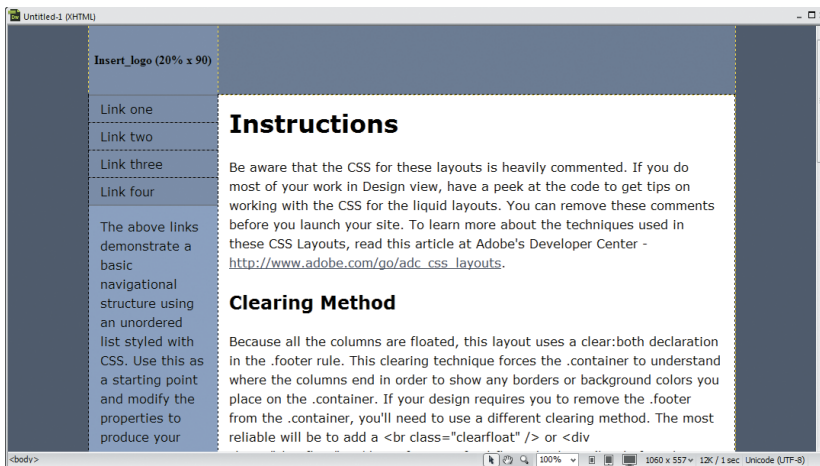 Untitled-1 (XHTML)
Insert_logo (20% x 90)
Link one
Link two
Link three
Link four
The above links
demonstrate a
basic
navigational
structure using
an unordered
list styled with
CSS. Use this as
a starting point
and modify the
properties to
produce your
Instructions
Be aware that the CSS for these layouts is heavily commented. If you do
most of your work in Design view, have a peek at the code to get tips on
working with the CSS for the liquid layouts. You can remove these comments
before you launch your site. To learn more about the techniques used in
these CSS Layouts, read this article at Adobe's Developer Center -
http://www.adobe.com/go/adc_css_layouts.
Clearing Method
Because all the columns are floated, this layout uses a clear:both declaration
in the .footer rule. This clearing technique forces the .container to understand
where the columns end in order to show any borders or background colors you
place on the .container. If your design requires you to remove the .footer
from the .container, you'll need to use a different clearing method. The most
reliable will be to add a <br class="clearfloat" /> or <div
<body>
100%
1060 x 557
12K / 1 sec
Unicode (UTF-8)